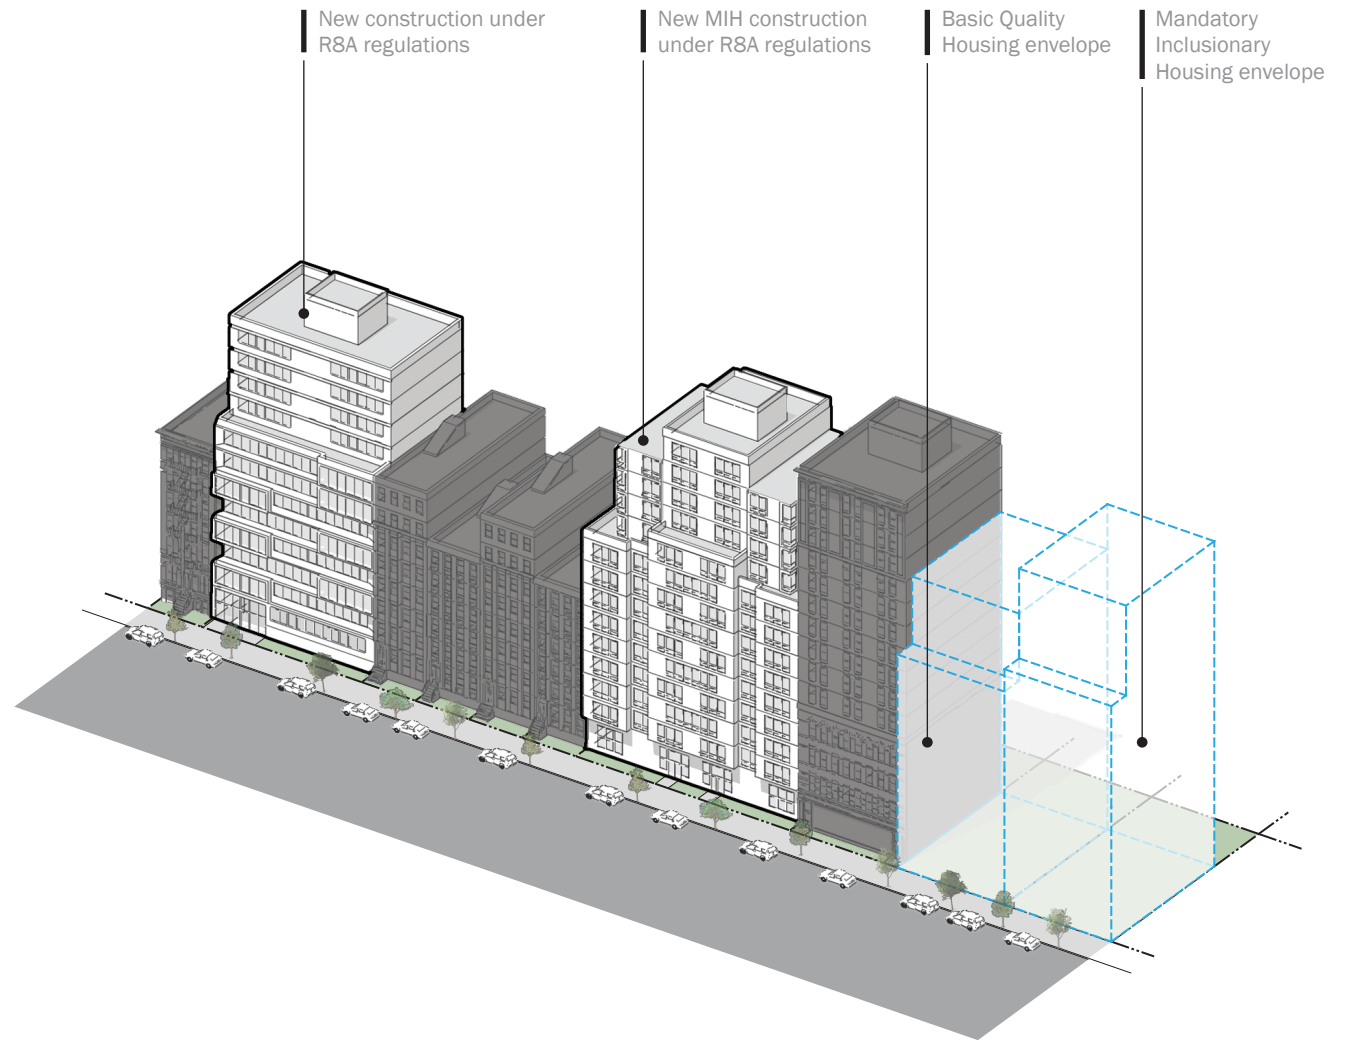 New construction under
R8A regulations
New MIH construction
under R8A regulations
Basic Quality
Housing envelope
Mandatory
Inclusionary
Housing envelope